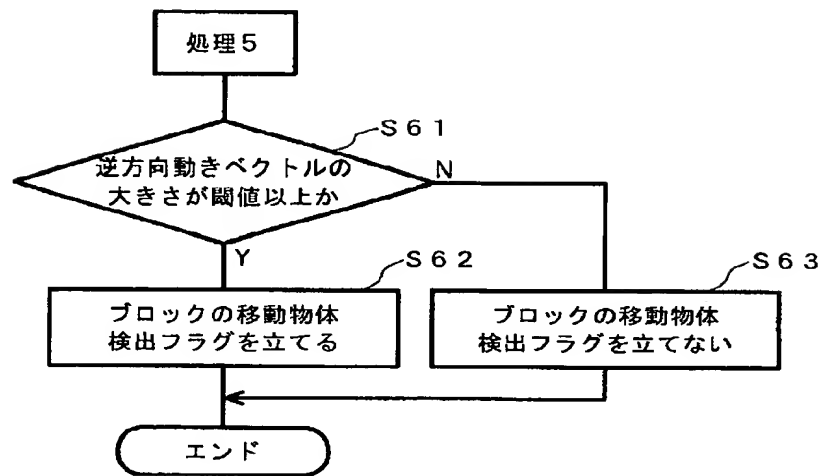 処理5
S61
逆方向動きベクトルの
大きさが閾値以上か
N
Y
S62
ブロックの移動物体
検出フラグを立てる
S63
ブロックの移動物体
検出フラグを立てない
エンド